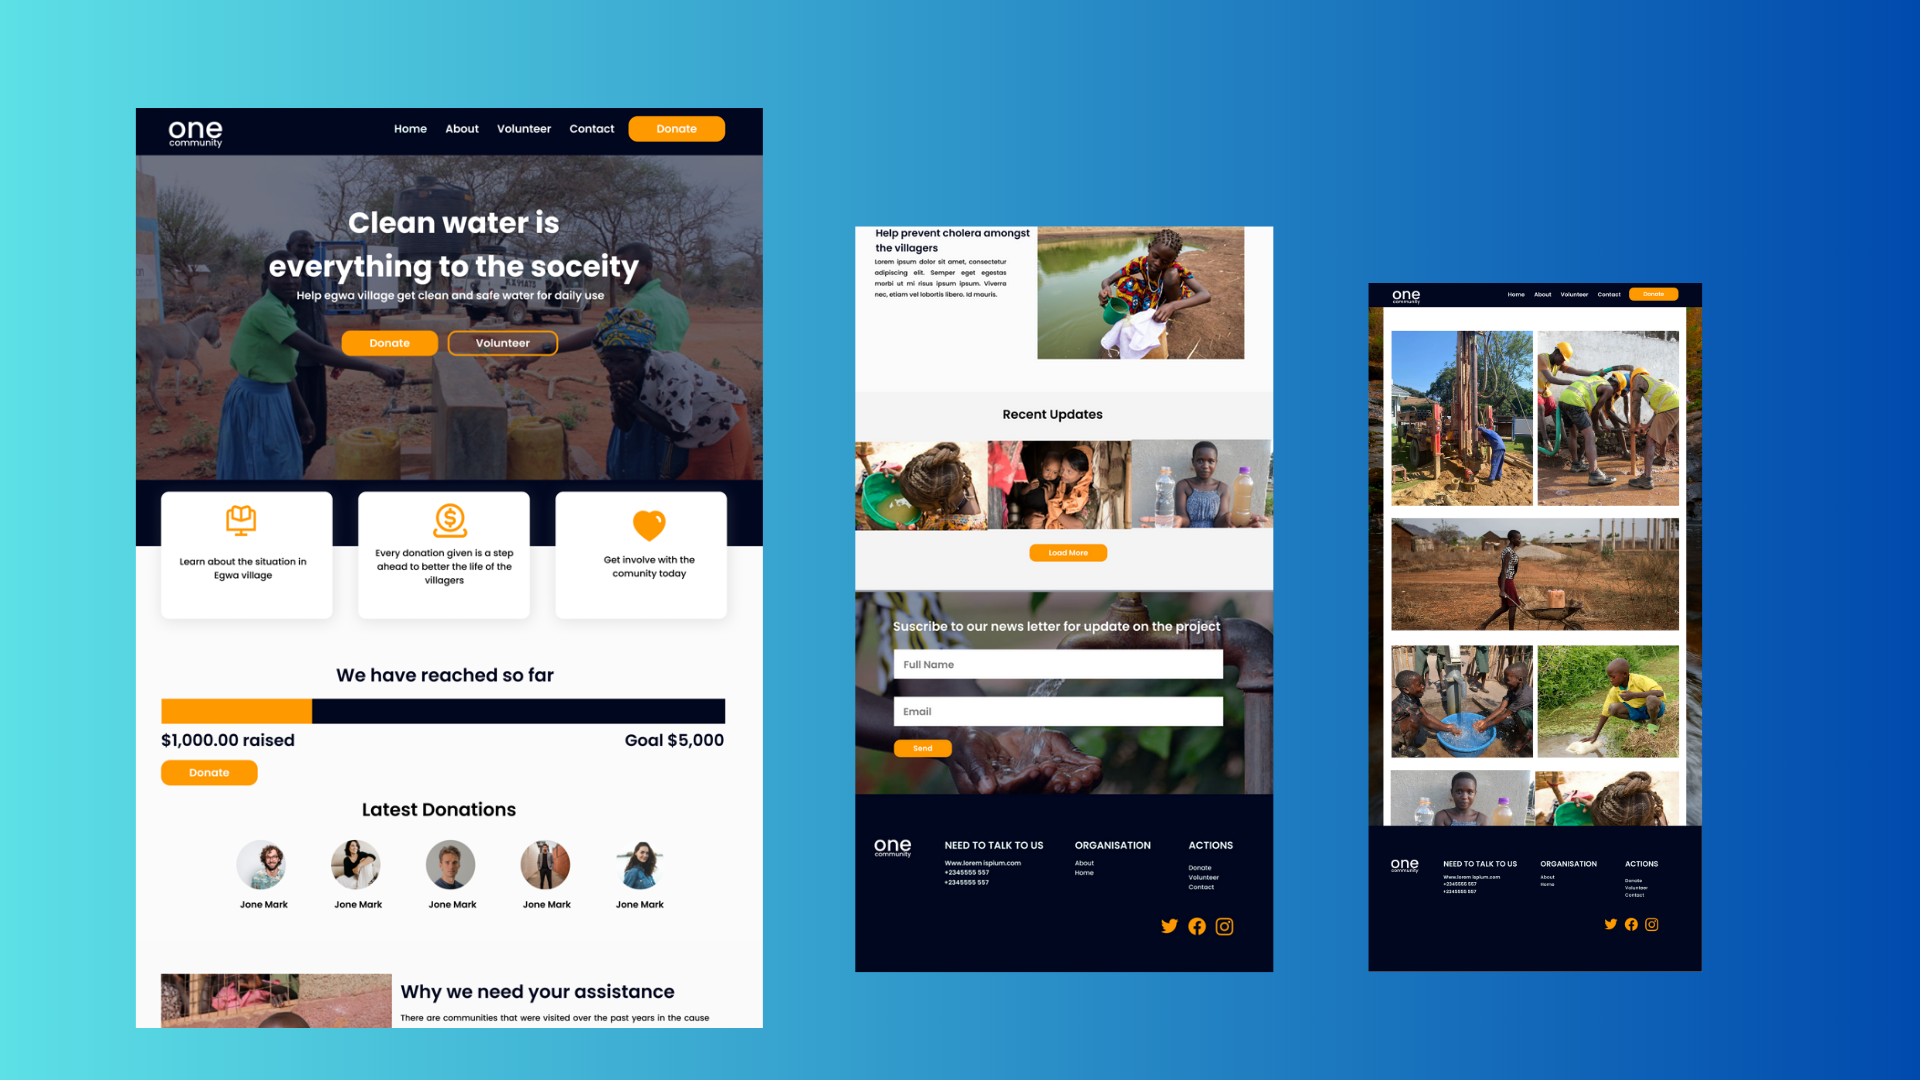 one
community
Home About Volunteer Contact Donate
Clean water is
everything to the soceity
Help egwa village get clean and safe water for daily use
Donate Volunteer
Learn about the situation in
Egwa village
Every donation given is a step
ahead to better the life of the
villagers
Get involve with the
comunity today
We have reached so far
$1,000.00 raised Goal $5,000
Donate
Latest Donations
Jone Mark Jone Mark Jone Mark Jone Mark Jone Mark
Why we need your assistance
There are communities that were visited over the past years in the cause
Help prevent cholera amongst
the villagers
Lorem ipsum dolor sit amet, consectetur
adipiscing elit. Semper eget egestas
morbi ut mi risus ipsum ipsum. Viverra
nec, etiam vel lobortis libero. Id mauris.
Recent Updates
Load More
Suscribe to our news letter for update on the project
Full Name
Email
Send
one
community
NEED TO TALK TO US
Www.lorem ispium.com
+2345555 557
+2345555 557
ORGANISATION
About
Home
ACTIONS
Donate
Volunteer
Contact
one
community
Home About Volunteer Contact Donate
one
community
NEED TO TALK TO US
Www.lorem ispium.com
+2345555 557
+2345555 557
ORGANISATION
About
Home
ACTIONS
Donate
Volunteer
Contact